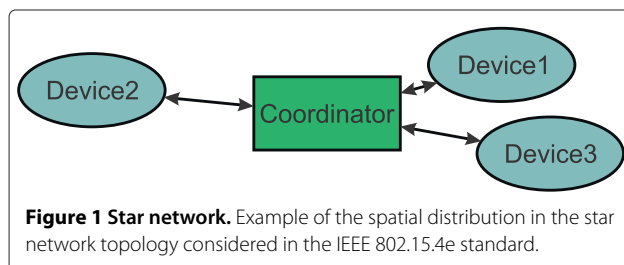 Device1
Device2
Coordinator
Device3
Figure 1 Star network. Example of the spatial distribution in the star
network topology considered in the IEEE 802.15.4e standard.